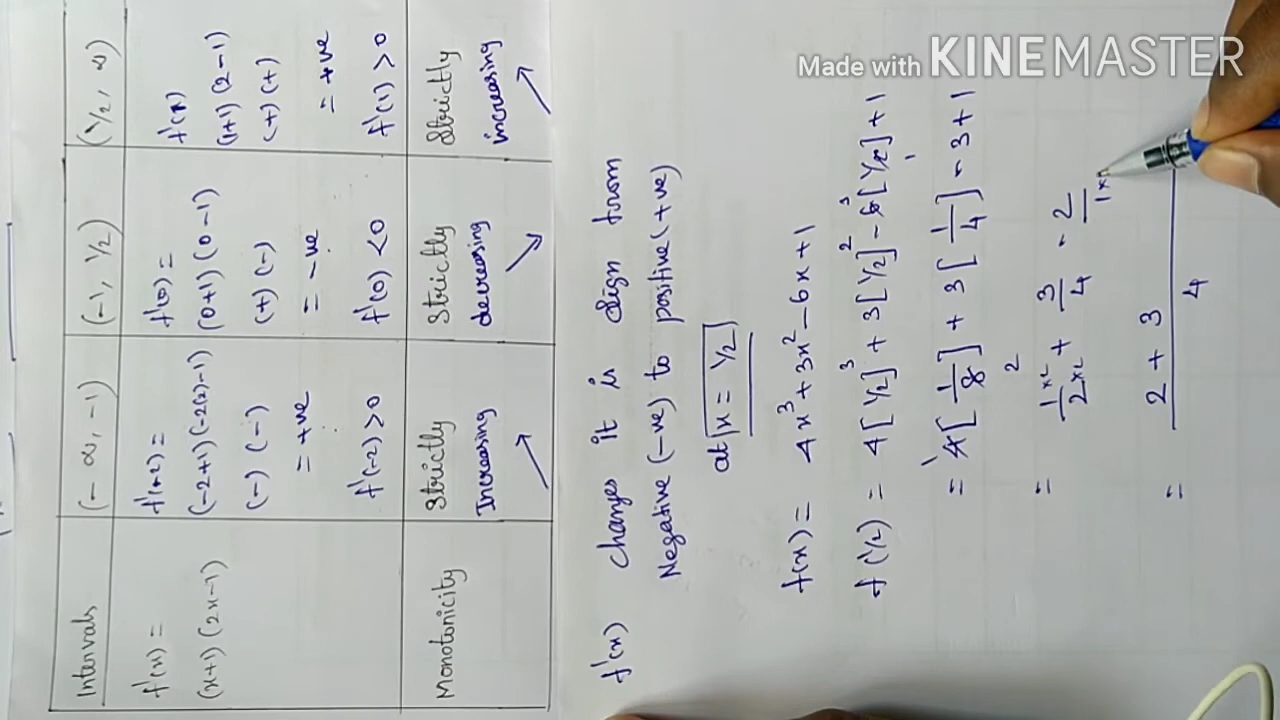 Made with KINEMASTER
Intervals (-∞, -1) (-1, 1/2) (1/2, ∞)
f'(x) = f'(-2) = f'(0) = f'(x)
(x+1) (2x-1) (-2+1) (-2(2)-1) (0+1) (0-1) (1+1) (2-1)
(-) (-) (+) (-) (+) (+)
= +ve = -ve = +ve
f'(-2) > 0 f'(0) < 0 f'(1) > 0
Monotonicity Strictly Strictly Strictly
Increasing decreasing increasing
↗ ↘ ↗
f'(x) changes it is sign from
Negative (-ve) to positive (+ve)
at x = 1/2
f(x) = 4x³ + 3x² - 6x + 1
f(1/2) = 4[1/2]³ + 3[1/2]² - 6[1/2] + 1
= 4[1/8] + 3[1/4] - 3 + 1
= 1×2/2×2 + 3/4 - 2/1×
= 2 + 3 / 4